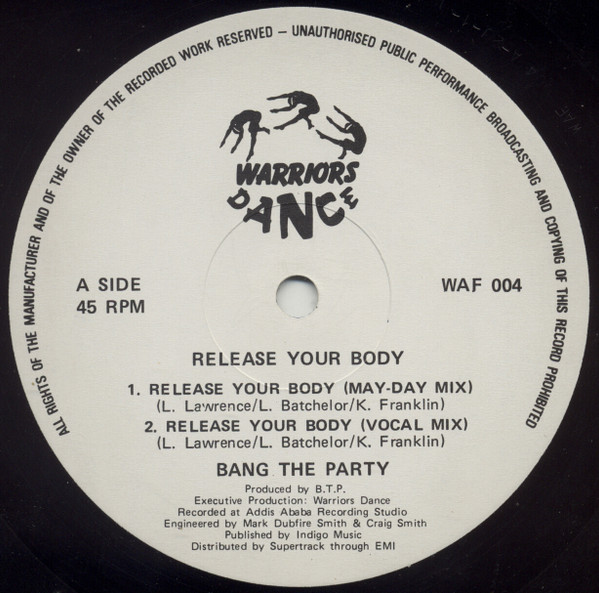 ALL RIGHTS OF THE MANUFACTURER AND OF THE OWNER OF THE RECORDED WORK RESERVED – UNAUTHORISED PUBLIC PERFORMANCE BROADCASTING AND COPYING OF THIS RECORD PROHIBITED
WARRIORS
DANCE
A SIDE
45 RPM
WAF 004
RELEASE YOUR BODY
1. RELEASE YOUR BODY (MAY-DAY MIX)
(L. Lawrence/L. Batchelor/K. Franklin)
2. RELEASE YOUR BODY (VOCAL MIX)
(L. Lawrence/L. Batchelor/K. Franklin)
BANG THE PARTY
Produced by B.T.P.
Executive Production: Warriors Dance
Recorded at Addis Ababa Recording Studio
Engineered by Mark Dubfire Smith & Craig Smith
Published by Indigo Music
Distributed by Supertrack through EMI